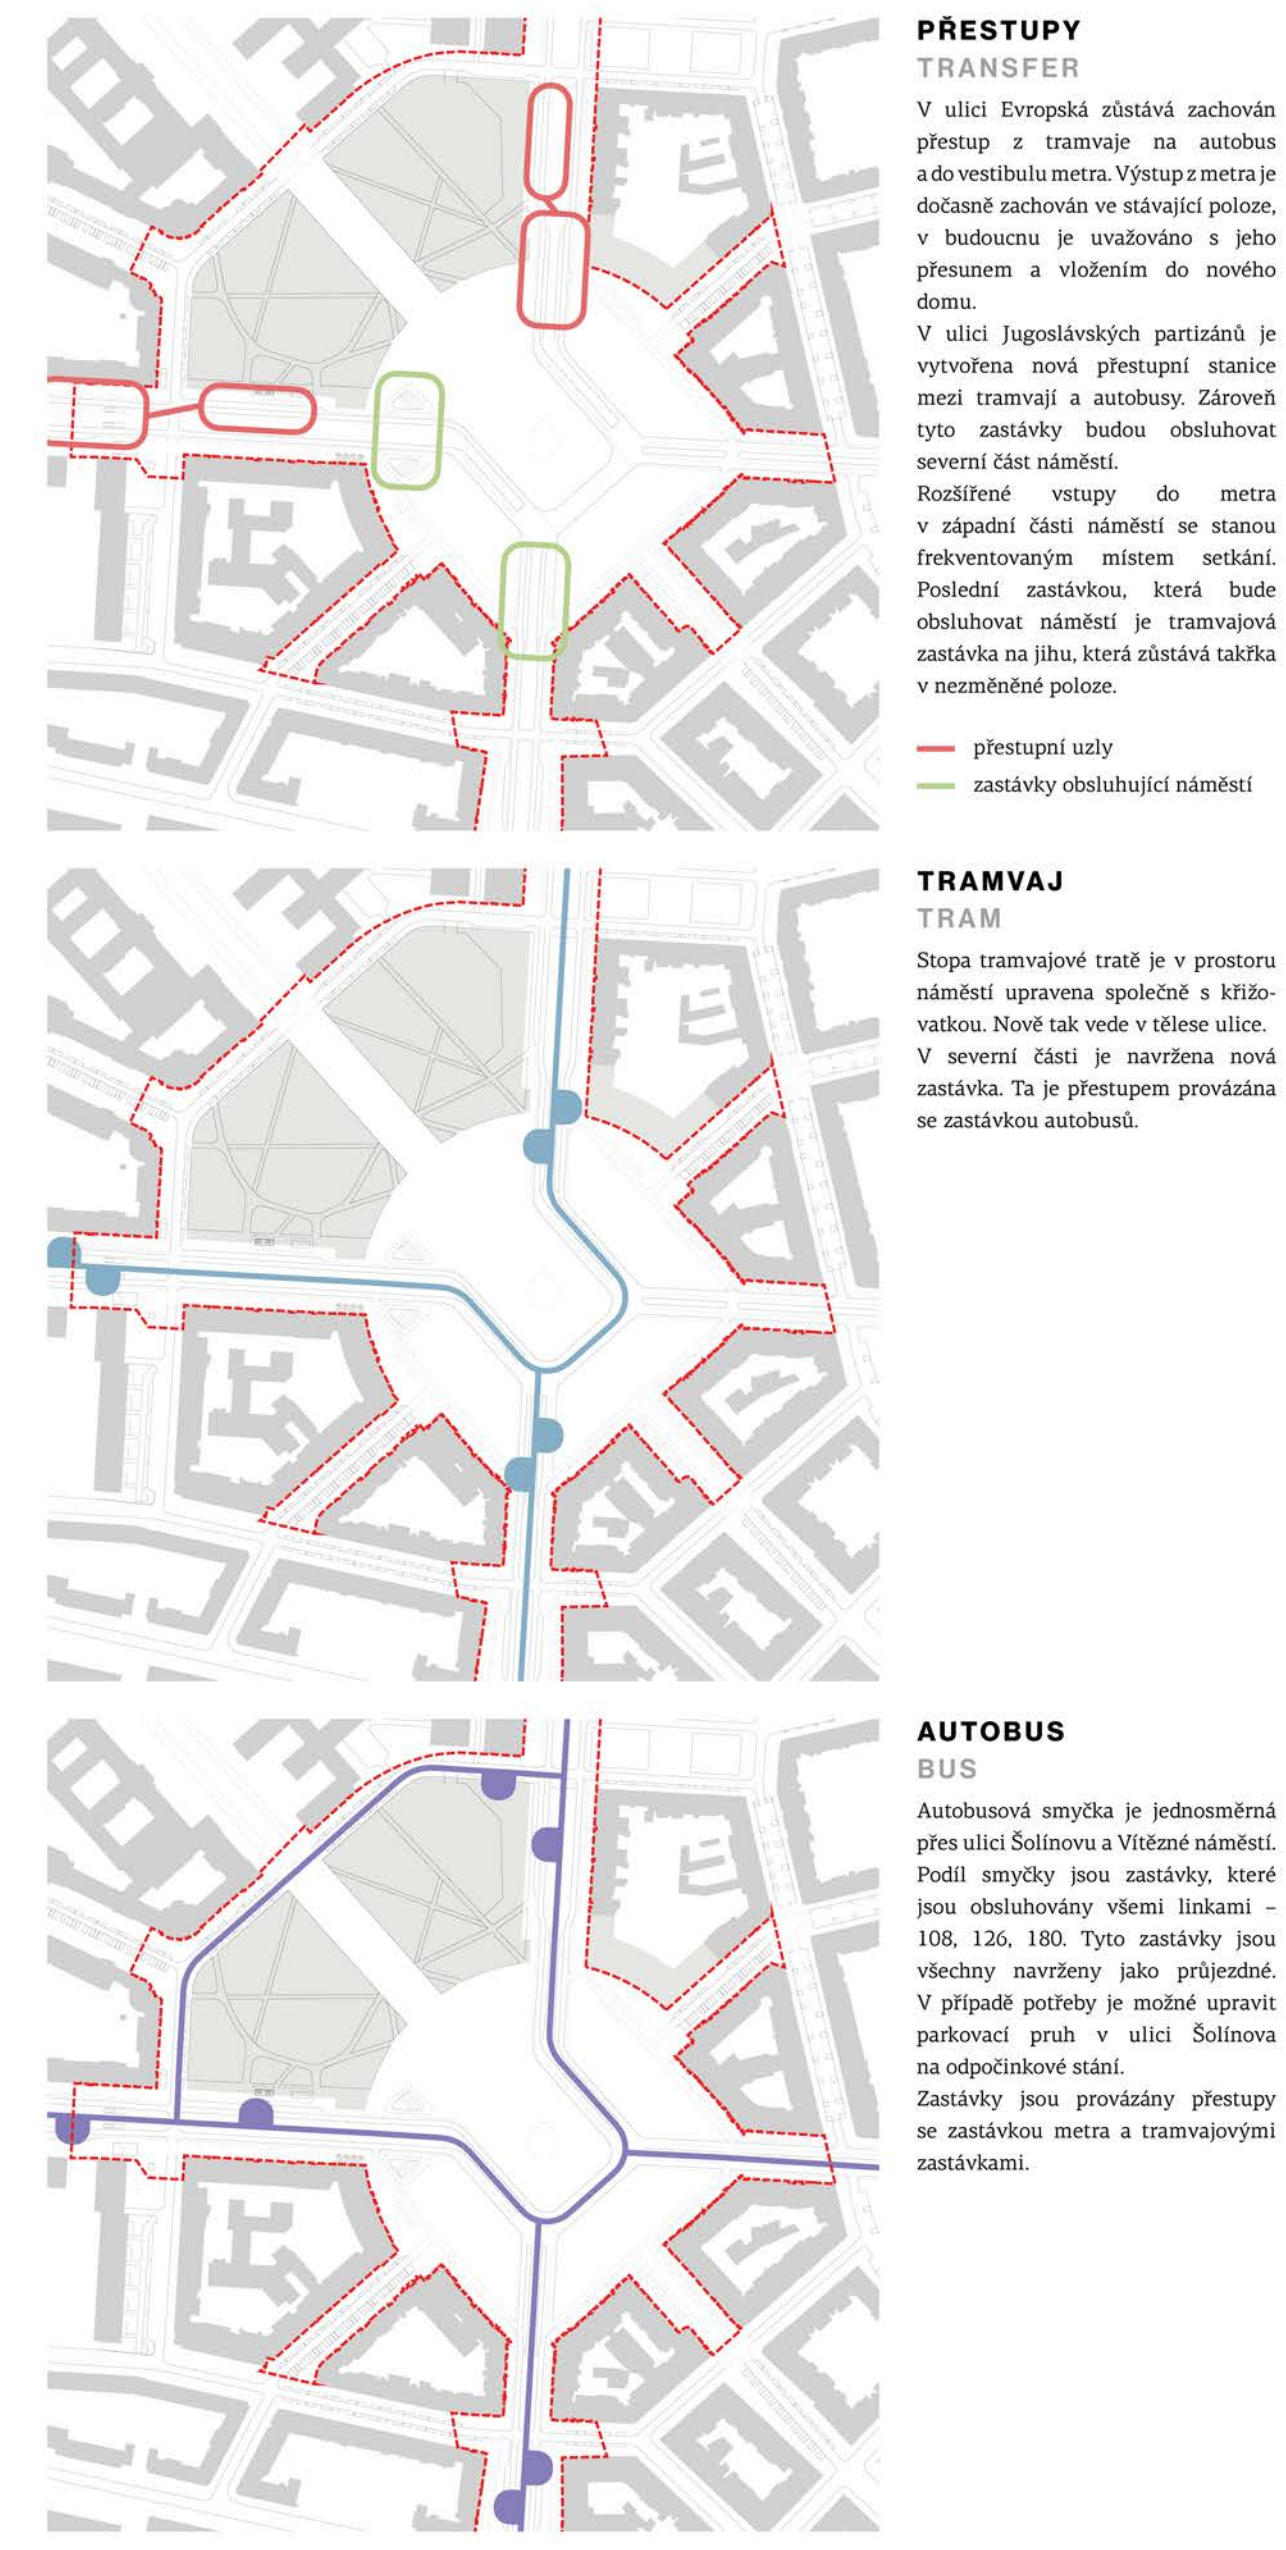 PŘESTUPY
TRANSFER
V ulici Evropská zůstává zachován
přestup z tramvaje na autobus
a do vestibulu metra. Výstup z metra je
dočasně zachován ve stávající poloze,
v budoucnu je uvažováno s jeho
přesunem a vložením do nového
domu.
V ulici Jugoslávských partizánů je
vytvořena nová přestupní stanice
mezi tramvají a autobusy. Zároveň
tyto zastávky budou obsluhovat
severní část náměstí.
Rozšířené vstupy do metra
v západní části náměstí se stanou
frekventovaným místem setkání.
Poslední zastávkou, která bude
obsluhovat náměstí je tramvajová
zastávka na jihu, která zůstává takřka
v nezměněné poloze.
přestupní uzly
zastávky obsluhující náměstí
TRAMVAJ
TRAM
Stopa tramvajové tratě je v prostoru
náměstí upravena společně s křižo-
vatkou. Nově tak vede v tělese ulice.
V severní části je navržena nová
zastávka. Ta je přestupem provázána
se zastávkou autobusů.
AUTOBUS
BUS
Autobusová smyčka je jednosměrná
přes ulici Šolínovu a Vítězné náměstí.
Podíl smyčky jsou zastávky, které
jsou obsluhovány všemi linkami –
108, 126, 180. Tyto zastávky jsou
všechny navrženy jako průjezdné.
V případě potřeby je možné upravit
parkovací pruh v ulici Šolínova
na odpočinkové stání.
Zastávky jsou provázány přestupy
se zastávkou metra a tramvajovými
zastávkami.